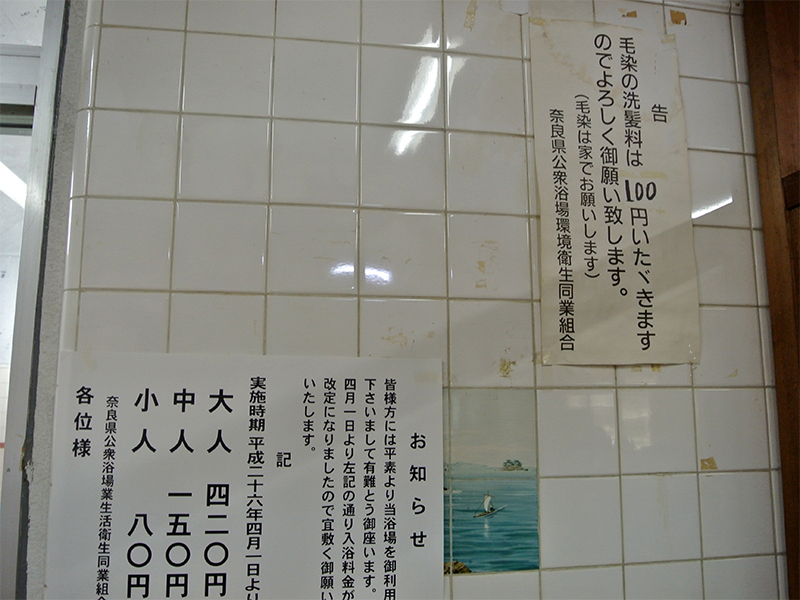 告
毛染の洗髪料は100円いたゞきます
のでよろしく御願い致します。
(毛染は家でお願いします)
奈良県公衆浴場環境衛生同業組合
お知らせ
皆様方には平素より当浴場を御利用
下さいまして有難とう御座います。
四月一日より左記の通り入浴料金が
改定になりましたので宜敷く御願い
いたします。
記
実施時期 平成二十六年四月一日より
大人 四二〇円
中人 一五〇円
小人 八〇円
奈良県公衆浴場業生活衛生同業組合
各位様